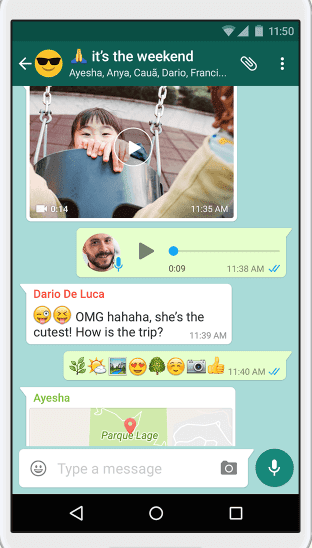 11:50
🙏 it's the weekend
Ayesha, Anya, Cauã, Dario, Franci...
0:14
11:35 AM
0:09
11:38 AM
Dario De Luca
😜😝 OMG hahaha, she's the
cutest! How is the trip?
11:39 AM
🌿🌤🏞😍🌳☺️📷👍
11:40 AM
Ayesha
Parque Lage
Type a message